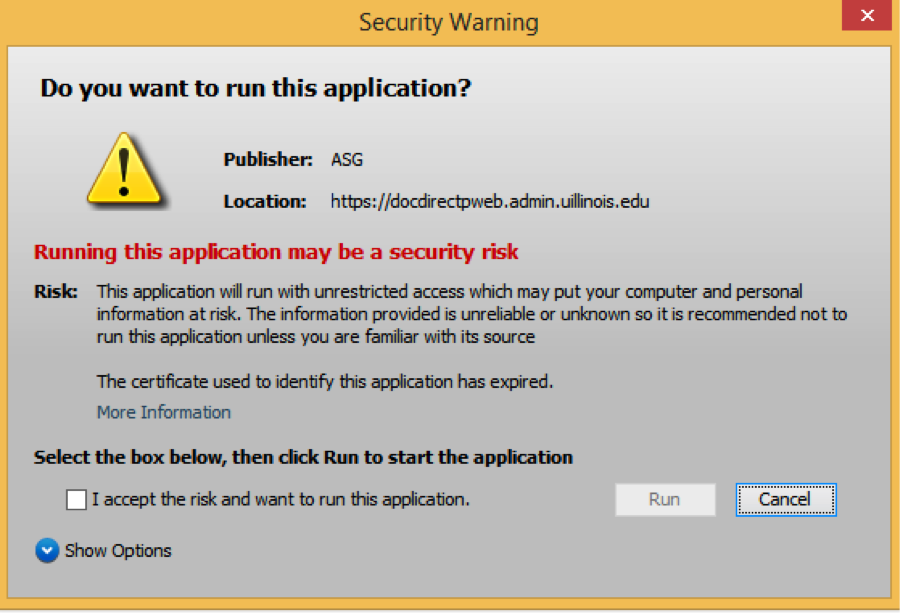 Security Warning
Do you want to run this application?
Publisher: ASG
Location: https://docdirectpweb.admin.uillinois.edu
Running this application may be a security risk
Risk: This application will run with unrestricted access which may put your computer and personal
information at risk. The information provided is unreliable or unknown so it is recommended not to
run this application unless you are familiar with its source
The certificate used to identify this application has expired.
More Information
Select the box below, then click Run to start the application
I accept the risk and want to run this application.
Run
Cancel
Show Options